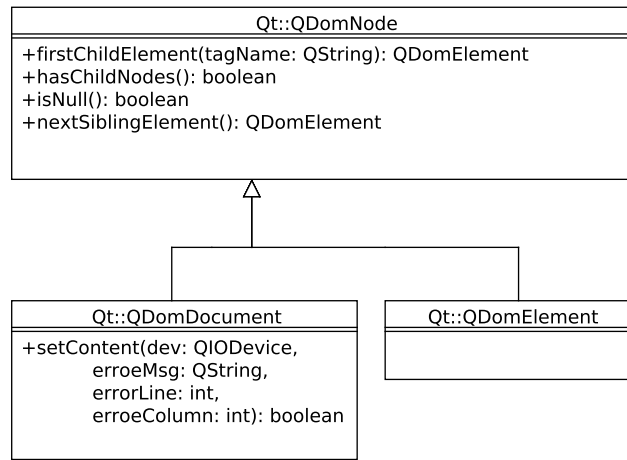 Qt::QDomNode
+firstChildElement(tagName: QString): QDomElement
+hasChildNodes(): boolean
+isNull(): boolean
+nextSiblingElement(): QDomElement
Qt::QDomDocument
+setContent(dev: QIODevice,
erroeMsg: QString,
errorLine: int,
erroeColumn: int): boolean
Qt::QDomElement